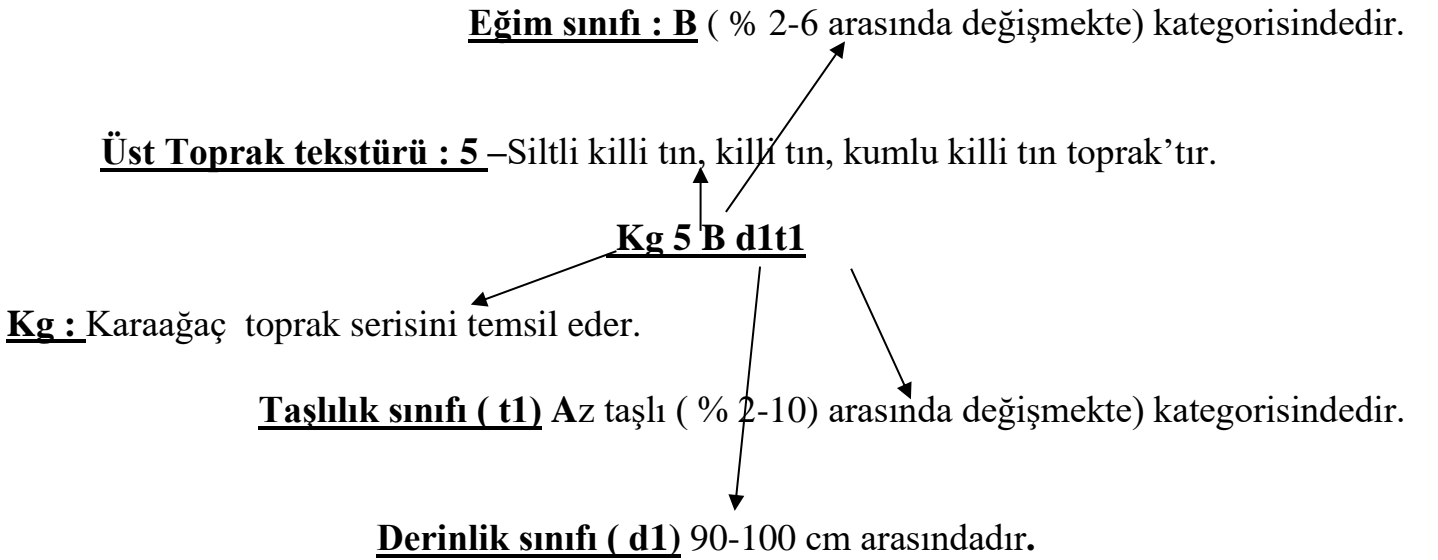 Eğim sınıfı : B ( % 2-6 arasında değişmekte) kategorisindedir.
Üst Toprak tekstürü : 5 –Siltli killi tın, killi tın, kumlu killi tın toprak’tır.
Kg 5 B d1t1
Kg : Karaağaç toprak serisini temsil eder.
Taşlılık sınıfı ( t1) Az taşlı ( % 2-10) arasında değişmekte) kategorisindedir.
Derinlik sınıfı ( d1) 90-100 cm arasındadır.